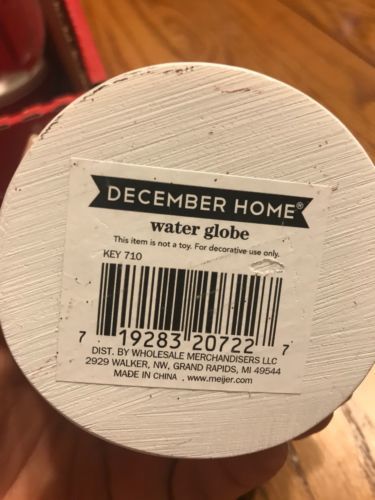 DECEMBER HOME®
water globe
This item is not a toy. For decorative use only.
KEY 710
7 19283 20722 7
DIST. BY WHOLESALE MERCHANDISERS LLC
2929 WALKER, NW, GRAND RAPIDS, MI 49544
MADE IN CHINA . www.meijer.com